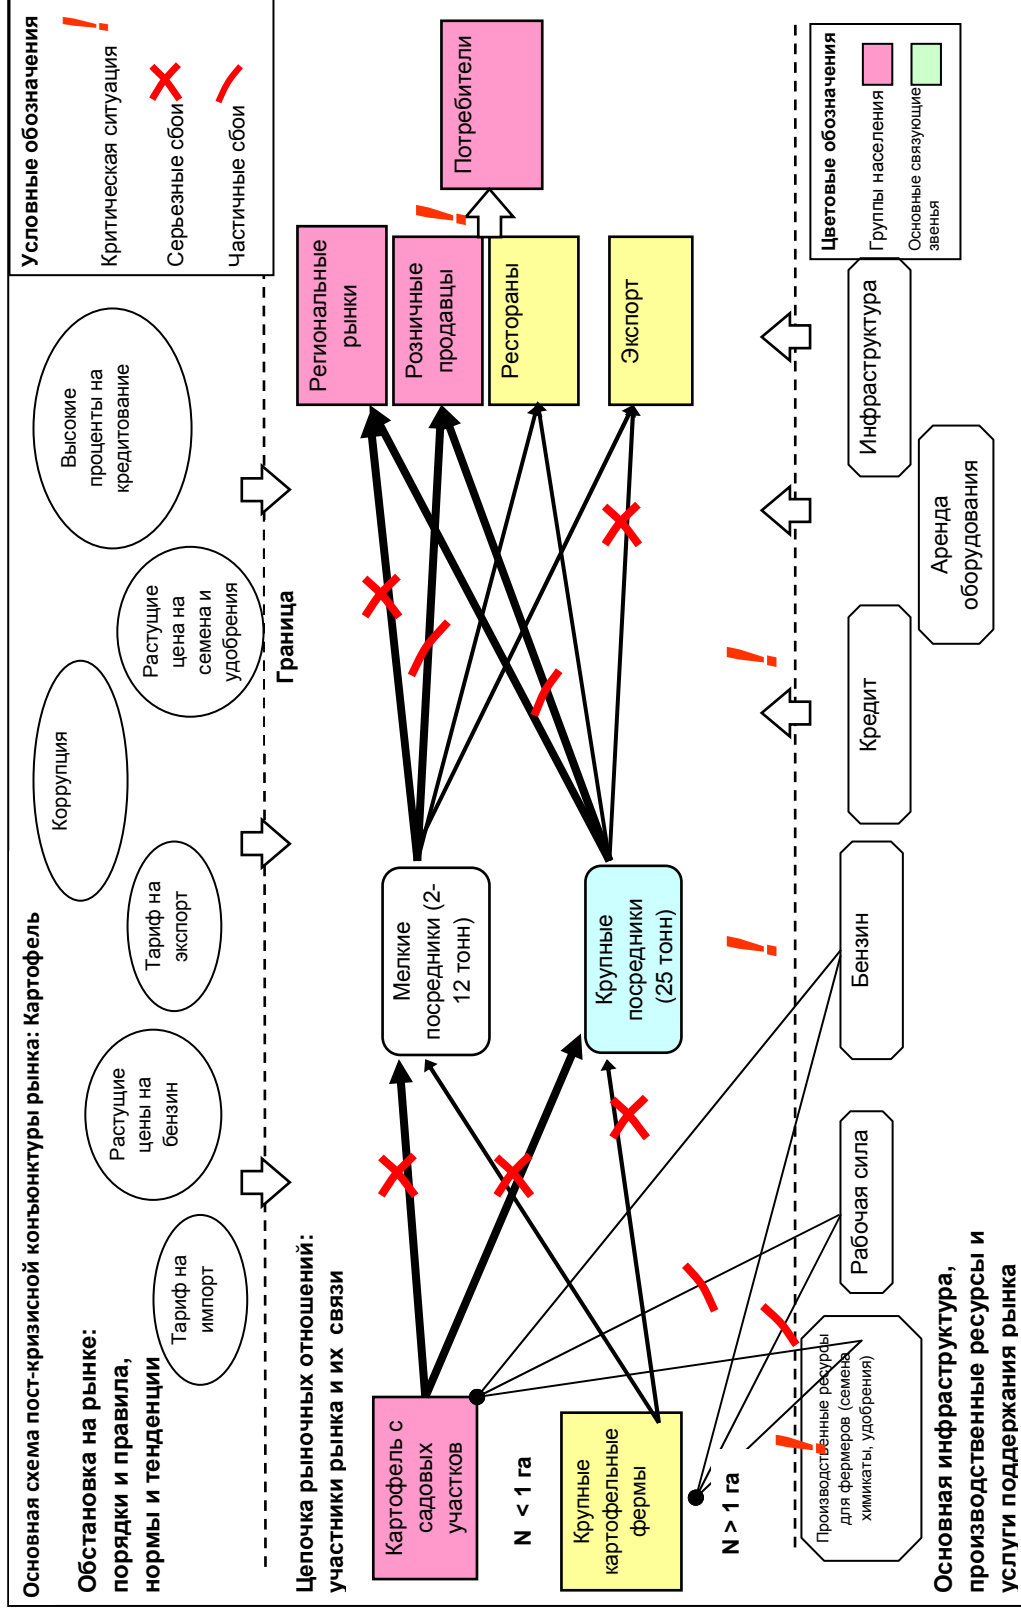 Основная схема пост-кризисной конъюнктуры рынка: Картофель
Обстановка на рынке:
порядки и правила,
нормы и тенденции
Тариф на
импорт
Растущие
цены на
бензин
Тариф на
экспорт
Коррупция
Растущие
цена на
семена и
удобрения
Высокие
проценты на
кредитование
Условные обозначения
Критическая ситуация
!
Серьезные сбои
Частичные сбои
Граница
Цепочка рыночных отношений:
участники рынка и их связи
Картофель с
садовых
участков
N < 1 га
Крупные
картофельные
фермы
N > 1 га
Мелкие
посредники (2-
12 тонн)
Крупные
посредники
(25 тонн)
Региональные
рынки
Розничные
продавцы
Рестораны
Экспорт
!
Потребители
!
!
!
Производственные ресурсы
для фермеров (семена
химикаты, удобрения)
Рабочая сила
Бензин
Кредит
Аренда
оборудования
Инфраструктура
Цветовые обозначения
Группы населения
Основные связующие
звенья
Основная инфраструктура,
производственные ресурсы и
услуги поддержания рынка